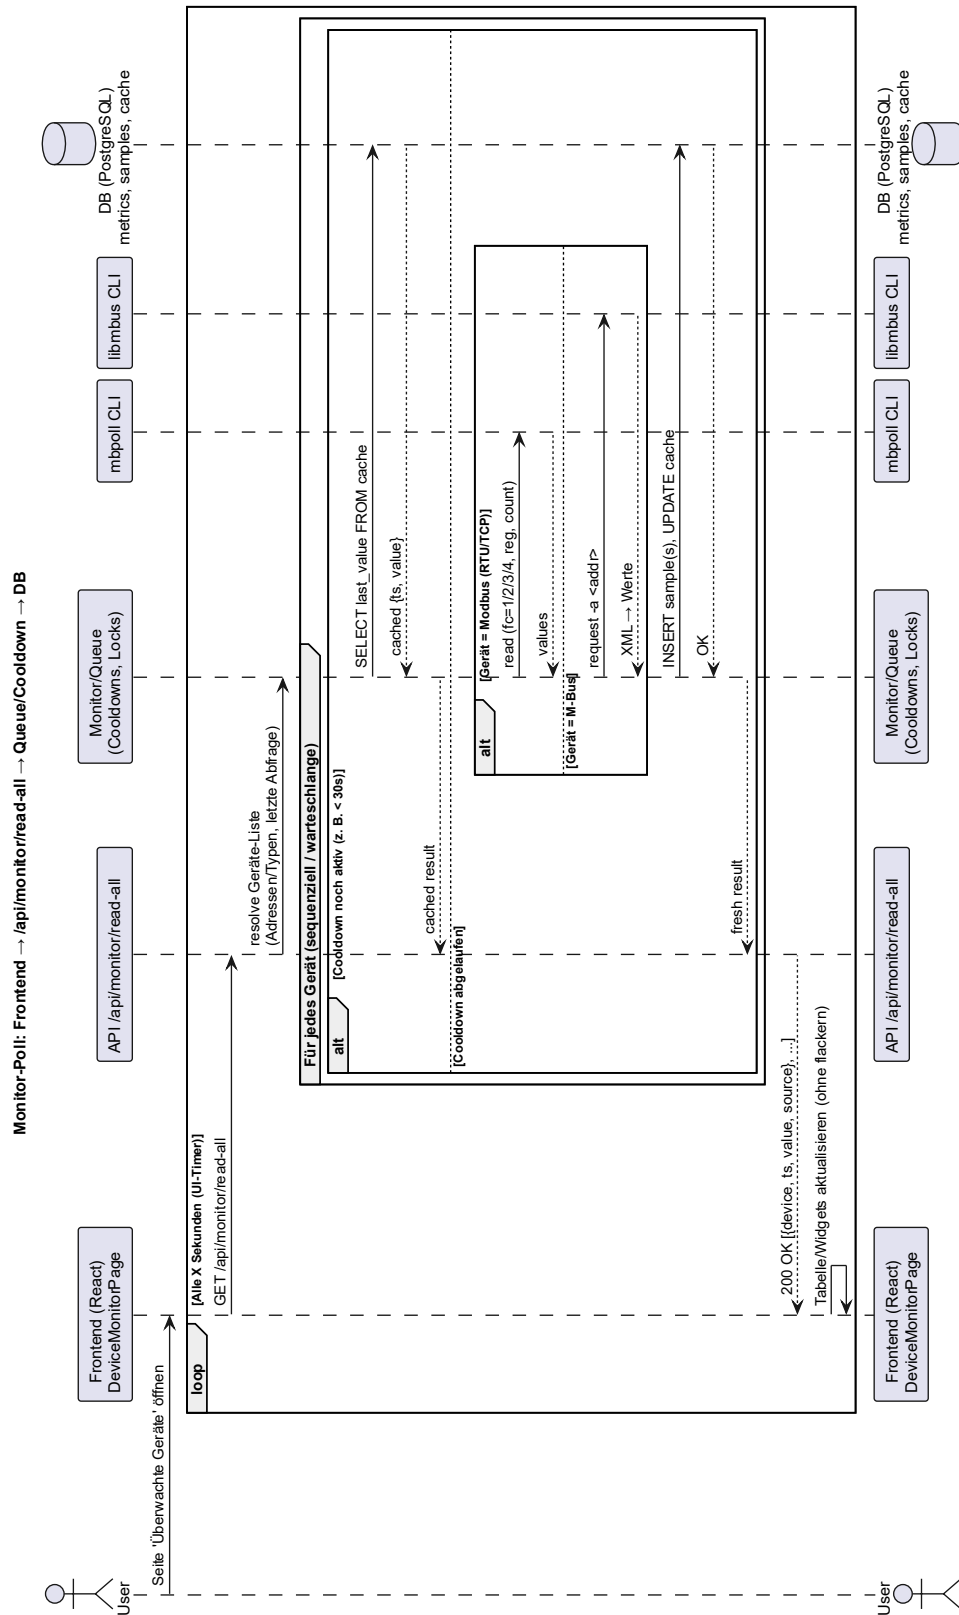 Monitor-Poll: Frontend → /api/monitor/read-all → Queue/Cooldown → DB
User
Frontend (React)
DeviceMonitorPage
API /api/monitor/read-all
Monitor/Queue
(Cooldowns, Locks)
mbpoll CLI
libmbus CLI
DB (PostgreSQL)
metrics, samples, cache
Seite 'Überwachte Geräte' öffnen
loop
[Alle X Sekunden (UI-Timer)]
GET /api/monitor/read-all
resolve Geräte-Liste
(Adressen/Typen, letzte Abfrage)
Für jedes Gerät (sequenziell / warteschlange)
alt
[Cooldown noch aktiv (z. B. < 30s)]
SELECT last_value FROM cache
cached {ts, value}
cached result
[Cooldown abgelaufen]
alt
[Gerät = Modbus (RTU/TCP)]
read (fc=1/2/3/4, reg, count)
values
[Gerät = M-Bus]
request -a <addr>
XML → Werte
INSERT sample(s), UPDATE cache
OK
fresh result
200 OK [{device, ts, value, source}, ...]
Tabelle/Widgets aktualisieren (ohne flackern)
User
Frontend (React)
DeviceMonitorPage
API /api/monitor/read-all
Monitor/Queue
(Cooldowns, Locks)
mbpoll CLI
libmbus CLI
DB (PostgreSQL)
metrics, samples, cache